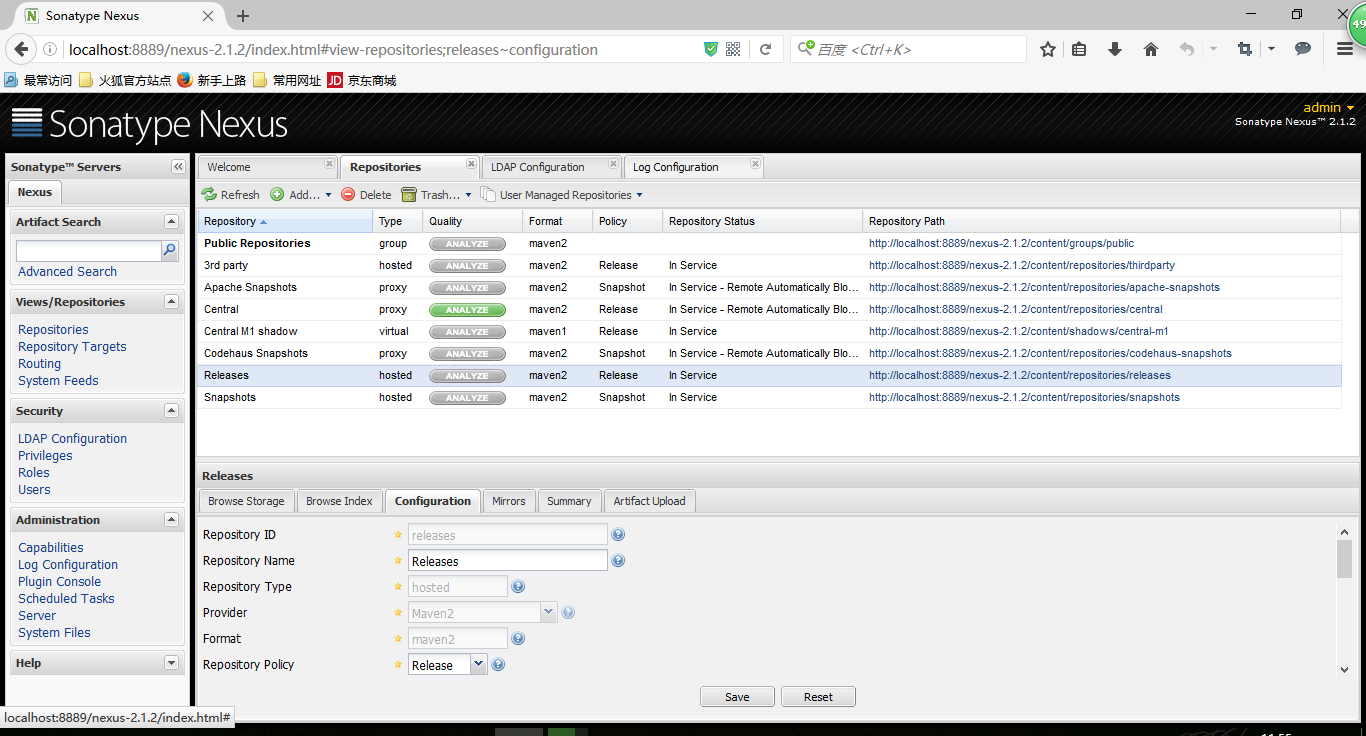 Sonatype Nexus
49
localhost:8889/nexus-2.1.2/index.html#view-repositories;releases~configuration
百度 <Ctrl+K>
最常访问 火狐官方站点 新手上路 常用网址 JD 京东商城
Sonatype Nexus
admin
Sonatype Nexus™ 2.1.2
Sonatype™ Servers
Nexus
Artifact Search
Advanced Search
Views/Repositories
Repositories
Repository Targets
Routing
System Feeds
Security
LDAP Configuration
Privileges
Roles
Users
Administration
Capabilities
Log Configuration
Plugin Console
Scheduled Tasks
Server
System Files
Help
Welcome Repositories LDAP Configuration Log Configuration
Refresh Add... Delete Trash... User Managed Repositories
Repository Type Quality Format Policy Repository Status Repository Path
Public Repositories group ANALYZE maven2 http://localhost:8889/nexus-2.1.2/content/groups/public
3rd party hosted ANALYZE maven2 Release In Service http://localhost:8889/nexus-2.1.2/content/repositories/thirdparty
Apache Snapshots proxy ANALYZE maven2 Snapshot In Service - Remote Automatically Blo... http://localhost:8889/nexus-2.1.2/content/repositories/apache-snapshots
Central proxy ANALYZE maven2 Release In Service - Remote Automatically Blo... http://localhost:8889/nexus-2.1.2/content/repositories/central
Central M1 shadow virtual ANALYZE maven1 Release In Service http://localhost:8889/nexus-2.1.2/content/shadows/central-m1
Codehaus Snapshots proxy ANALYZE maven2 Snapshot In Service - Remote Automatically Blo... http://localhost:8889/nexus-2.1.2/content/repositories/codehaus-snapshots
Releases hosted ANALYZE maven2 Release In Service http://localhost:8889/nexus-2.1.2/content/repositories/releases
Snapshots hosted ANALYZE maven2 Snapshot In Service http://localhost:8889/nexus-2.1.2/content/repositories/snapshots
Releases
Browse Storage Browse Index Configuration Mirrors Summary Artifact Upload
Repository ID releases
Repository Name Releases
Repository Type hosted
Provider Maven2
Format maven2
Repository Policy Release
Save Reset
localhost:8889/nexus-2.1.2/index.html#